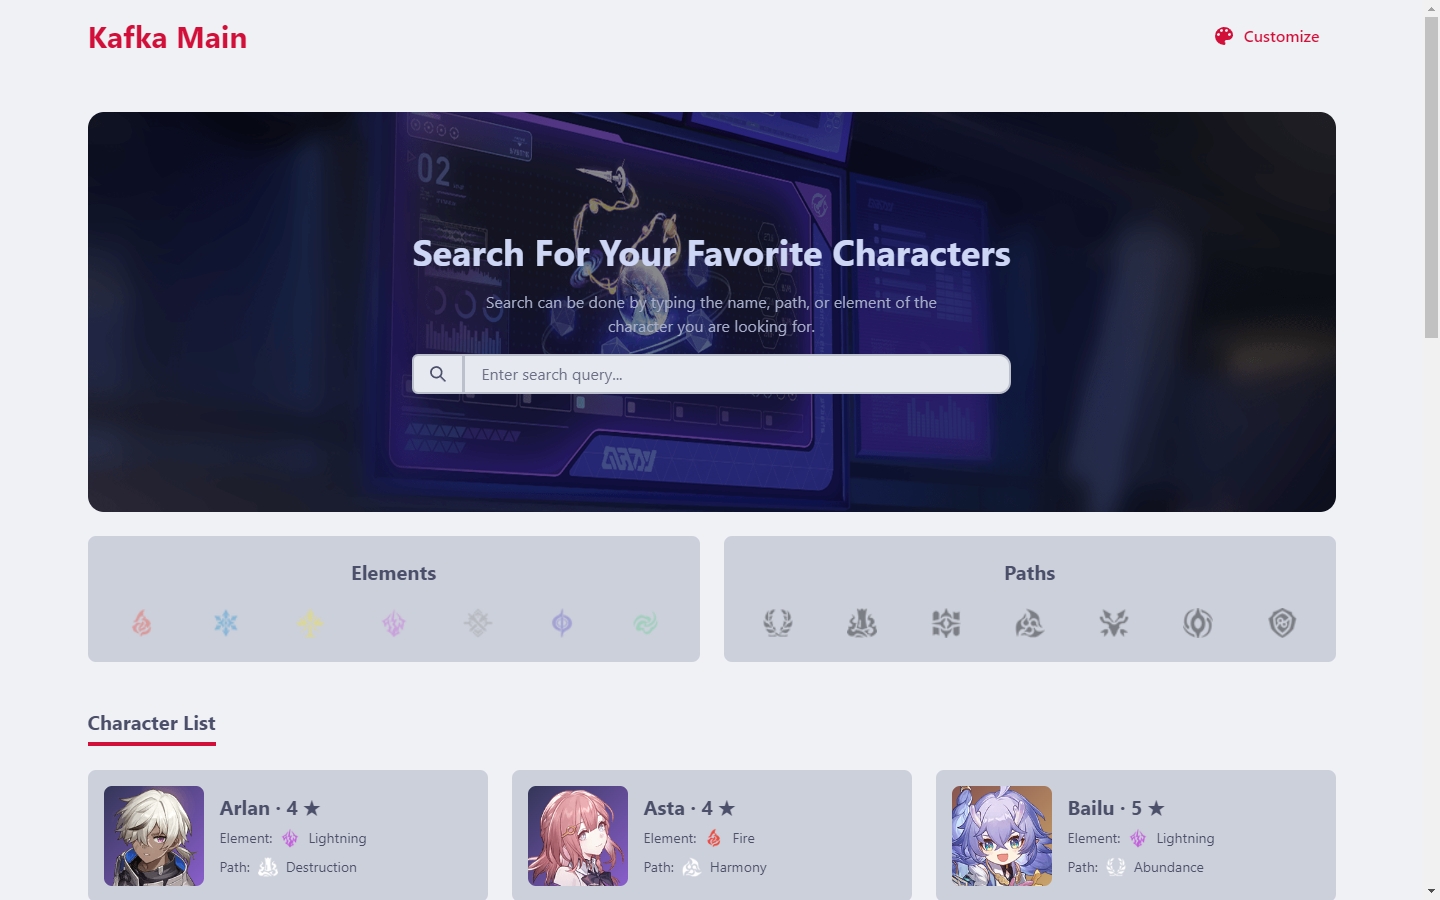 Kafka Main
Customize
02
Search For Your Favorite Characters
Search can be done by typing the name, path, or element of the
character you are looking for.
Enter search query...
Elements
Paths
Character List
Arlan · 4 ★
Element: Lightning
Path: Destruction
Asta · 4 ★
Element: Fire
Path: Harmony
Bailu · 5 ★
Element: Lightning
Path: Abundance